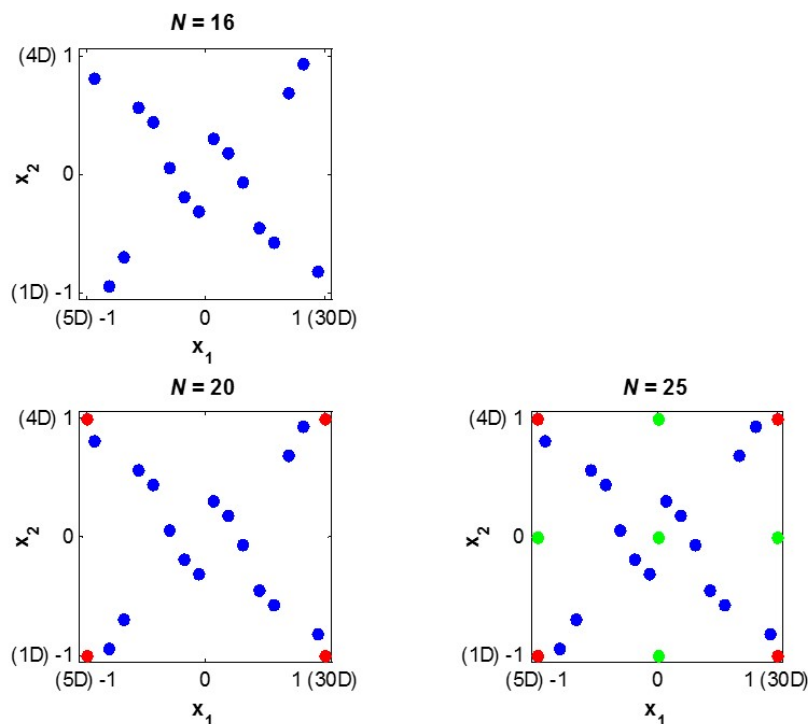 N = 16
(4D) 1
x2
0
(1D) -1
(5D) -1 0 1 (30D)
x1
N = 20
(4D) 1
x2
0
(1D) -1
(5D) -1 0 1 (30D)
x1
N = 25
(4D) 1
x2
0
(1D) -1
(5D) -1 0 1 (30D)
x1